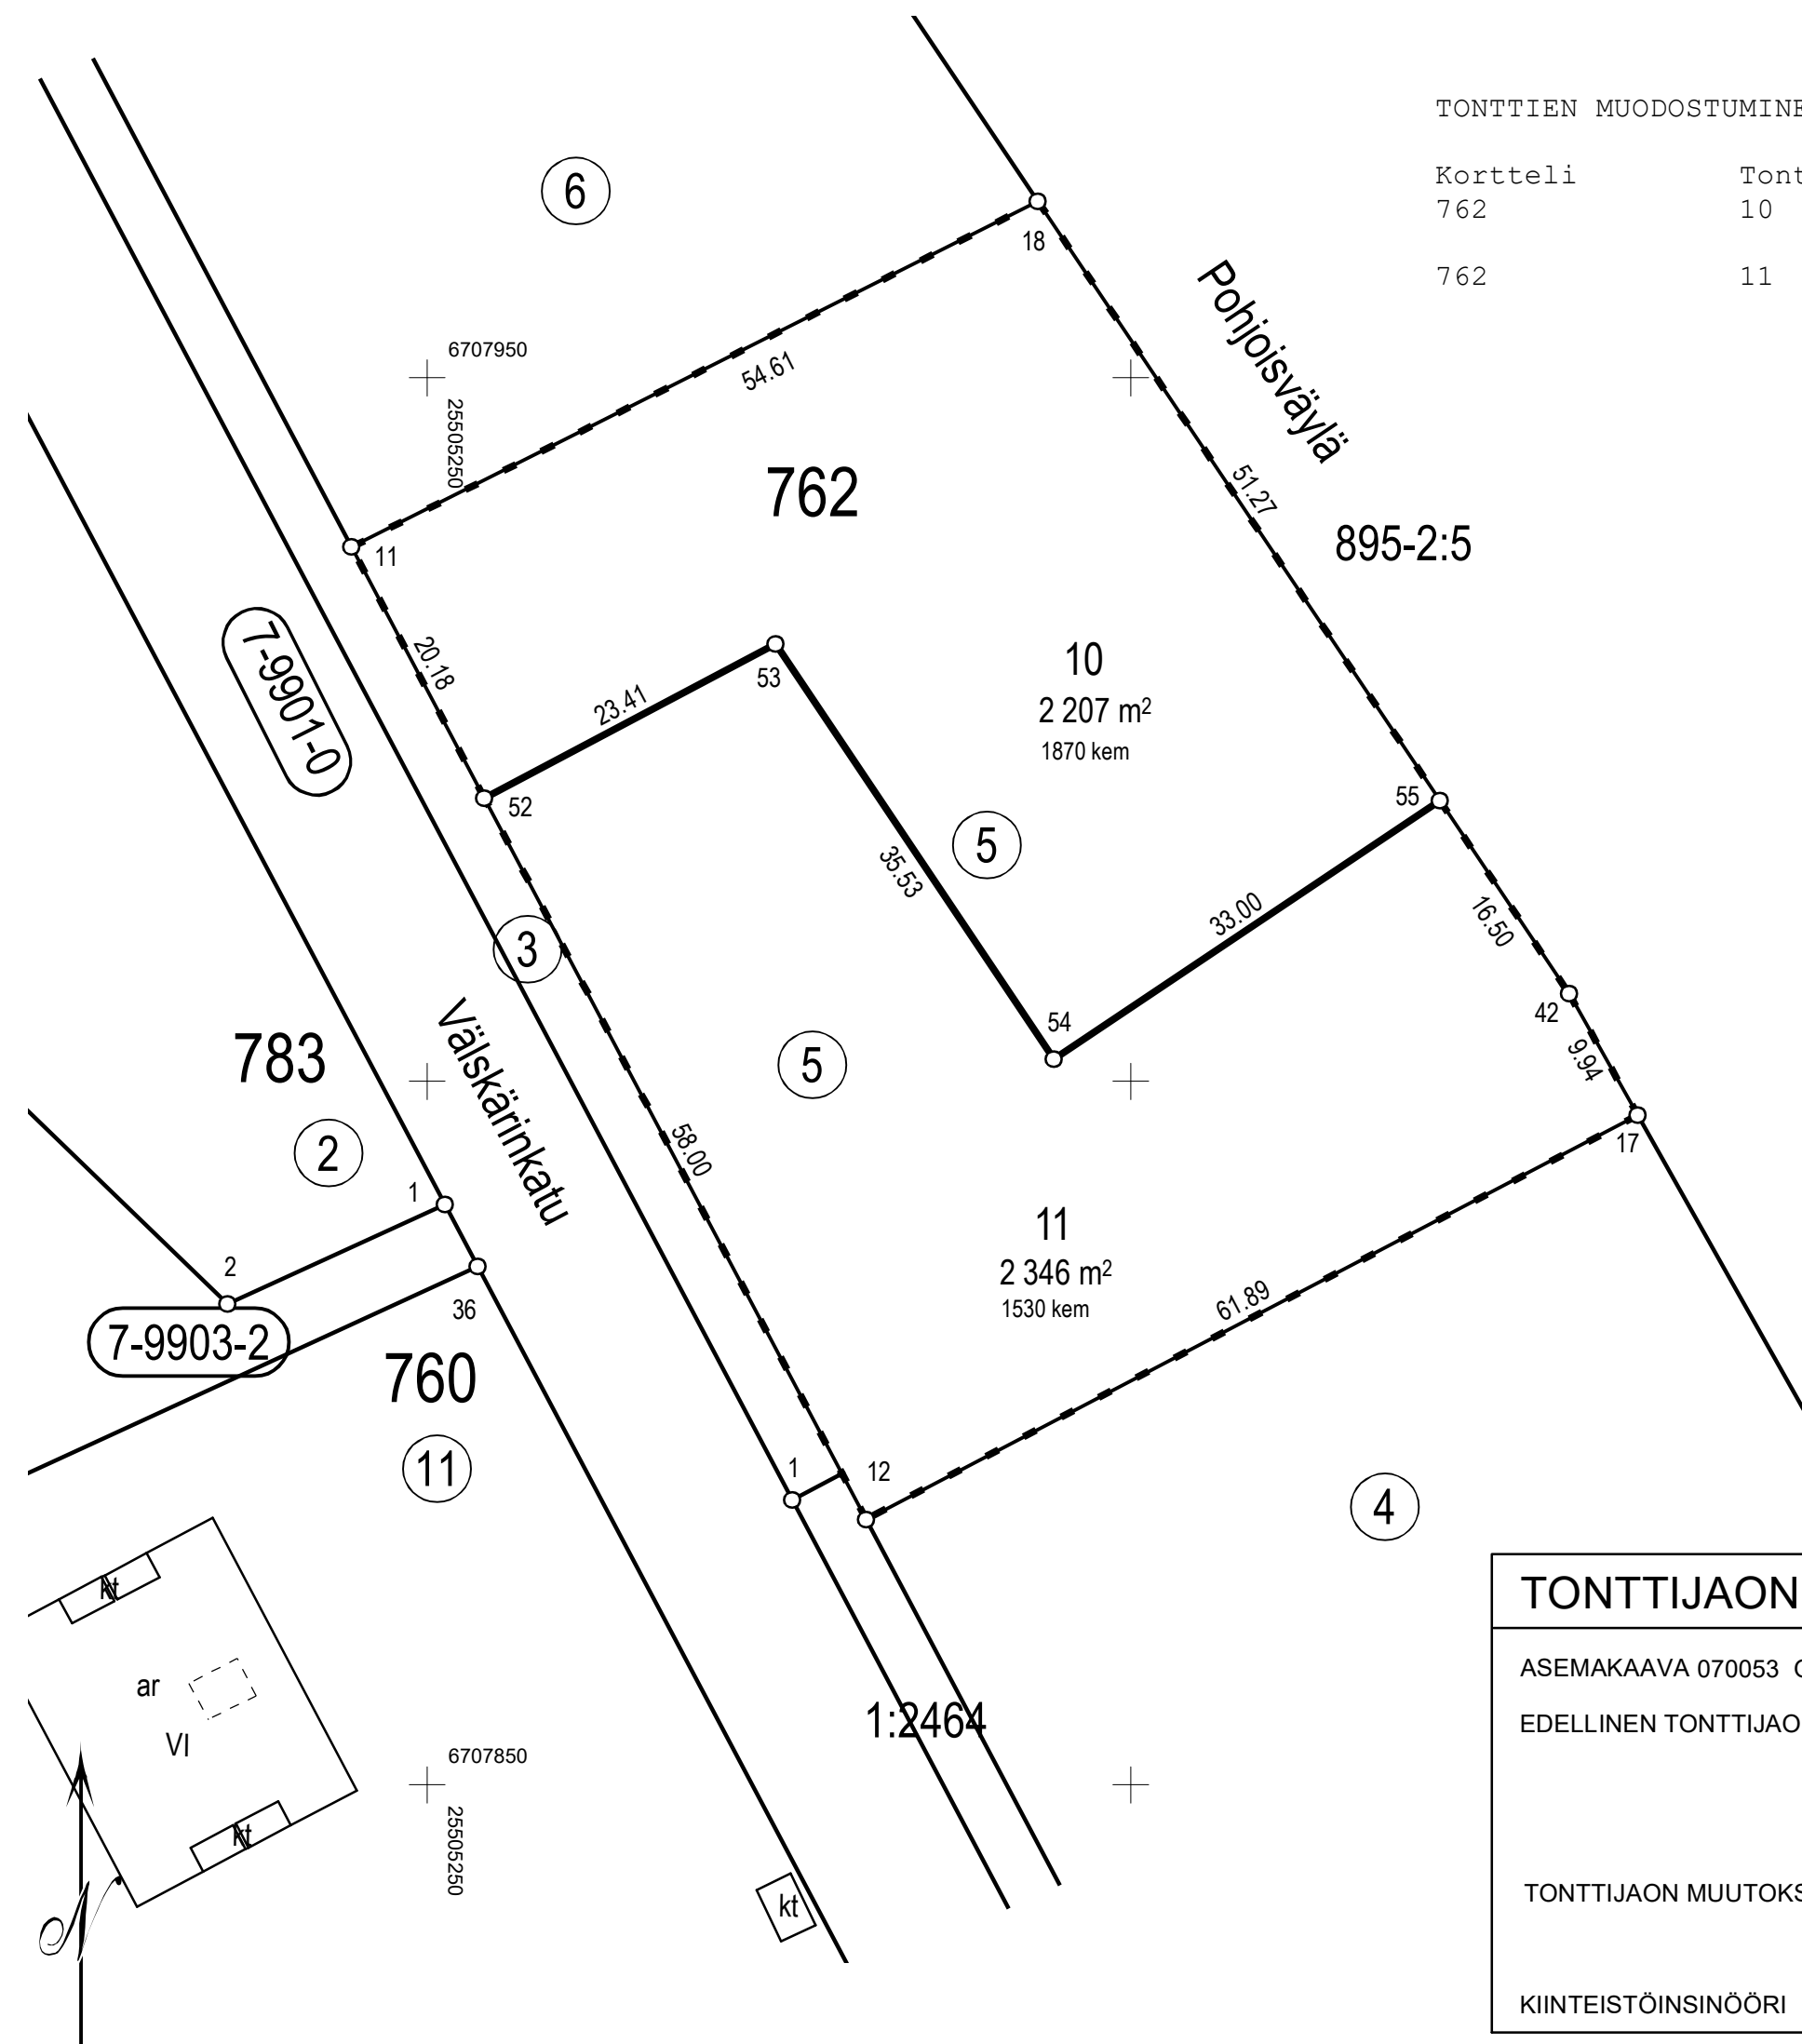 TONTTIEN MUODOSTUMINE
Kortteli Tont
762 10
762 11
6
18
Pohjoisväylä
6707950
25505250
54.61
762
51.27
895-2:5
11
7-9901-0
20.18
23.41
53
10
2 207 m²
1870 kem
52
55
5
35.53
33.00
16.50
3
42
54
9.94
783
Välskärinkatu
5
58.00
17
2
1
11
2 346 m²
1530 kem
2
36
61.89
7-9903-2
760
11
1
12
4
kt
ar
VI
kt
1:2464
6707850
25505250
kt
N
TONTTIJAON
ASEMAKAAVA 070053
EDELLINEN TONTTIJAO
TONTTIJAON MUUTOKS
KIINTEISTÖINSINÖÖRI